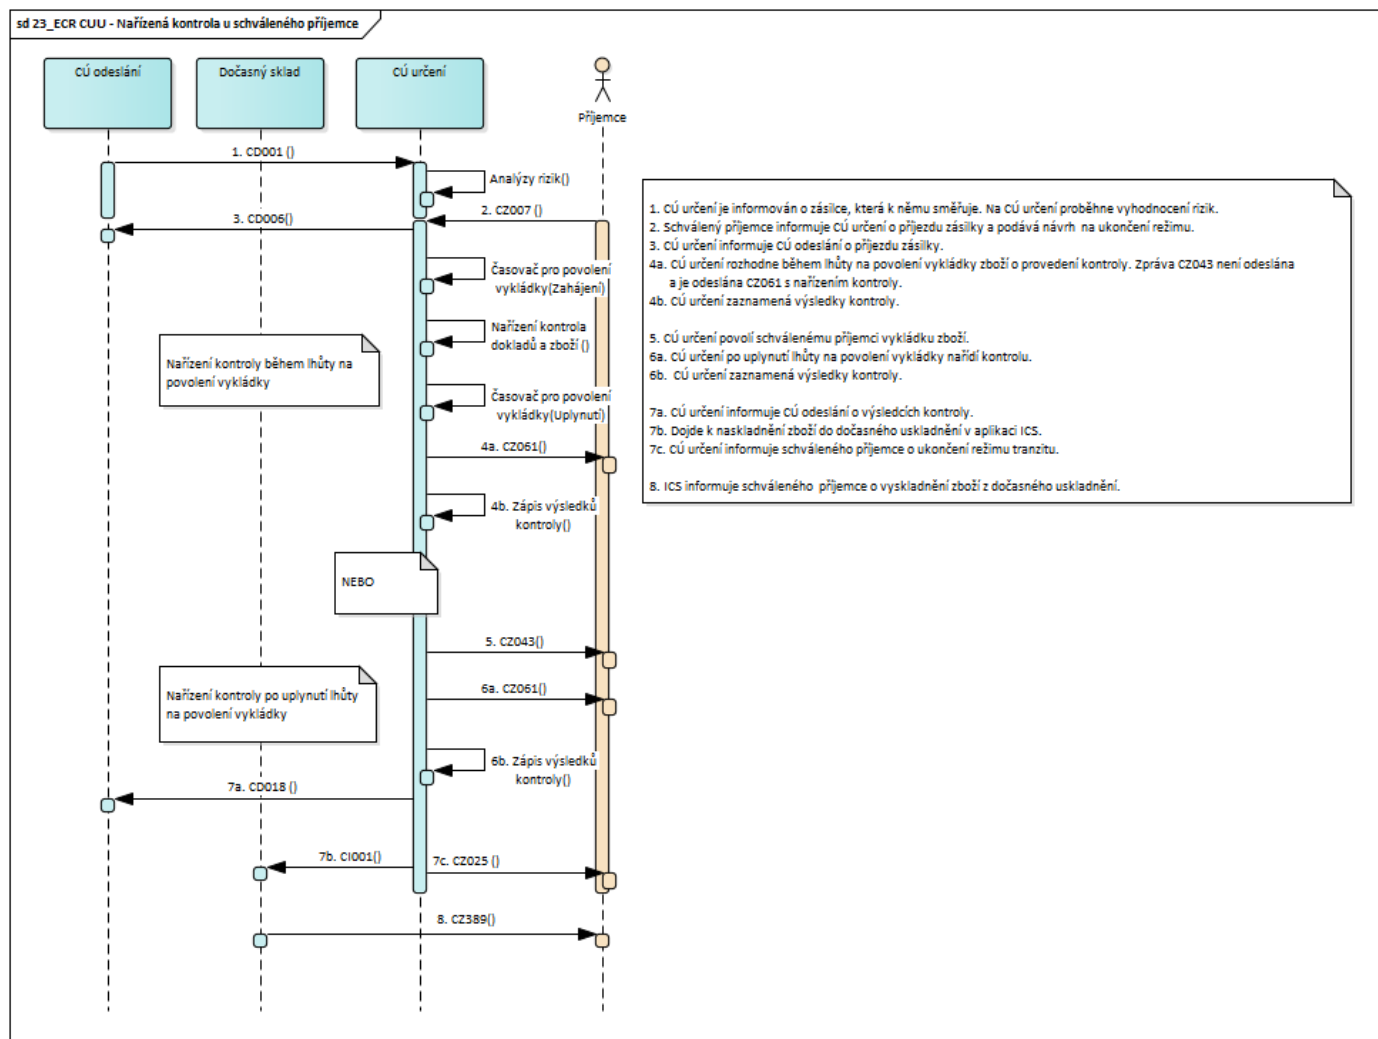 sd 23_ECR CUU - Nařízená kontrola u schváleného příjemce
CÚ odeslání
Dočasný sklad
CÚ určení
Příjemce
1. CD001 ()
Analýzy rizik()
2. CZ007 ()
3. CD006()
Časovač pro povolení
vykládky(Zahájení)
Nařízení kontrola
dokladů a zboží ()
Nařízení kontroly během lhůty na
povolení vykládky
Časovač pro povolení
vykládky(Uplynutí)
4a. CZ061()
4b. Zápis výsledků
kontroly()
NEBO
5. CZ043()
6a. CZ061()
Nařízení kontroly po uplynutí lhůty
na povolení vykládky
6b. Zápis výsledků
kontroly()
7a. CD018 ()
7b. CI001()
7c. CZ025 ()
8. CZ389()
1. CÚ určení je informován o zásilce, která k němu směřuje. Na CÚ určení proběhne vyhodnocení rizik.
2. Schválený příjemce informuje CÚ určení o příjezdu zásilky a podává návrh na ukončení režimu.
3. CÚ určení informuje CÚ odeslání o příjezdu zásilky.
4a. CÚ určení rozhodne během lhůty na povolení vykládky zboží o provedení kontroly. Zpráva CZ043 není odeslána
a je odeslána CZ061 s nařízením kontroly.
4b. CÚ určení zaznamená výsledky kontroly.
5. CÚ určení povolí schválenému příjemci vykládku zboží.
6a. CÚ určení po uplynutí lhůty na povolení vykládky nařídí kontrolu.
6b. CÚ určení zaznamená výsledky kontroly.
7a. CÚ určení informuje CÚ odeslání o výsledcích kontroly.
7b. Dojde k naskladnění zboží do dočasného uskladnění v aplikaci ICS.
7c. CÚ určení informuje schváleného příjemce o ukončení režimu tranzitu.
8. ICS informuje schváleného příjemce o vyskladnění zboží z dočasného uskladnění.